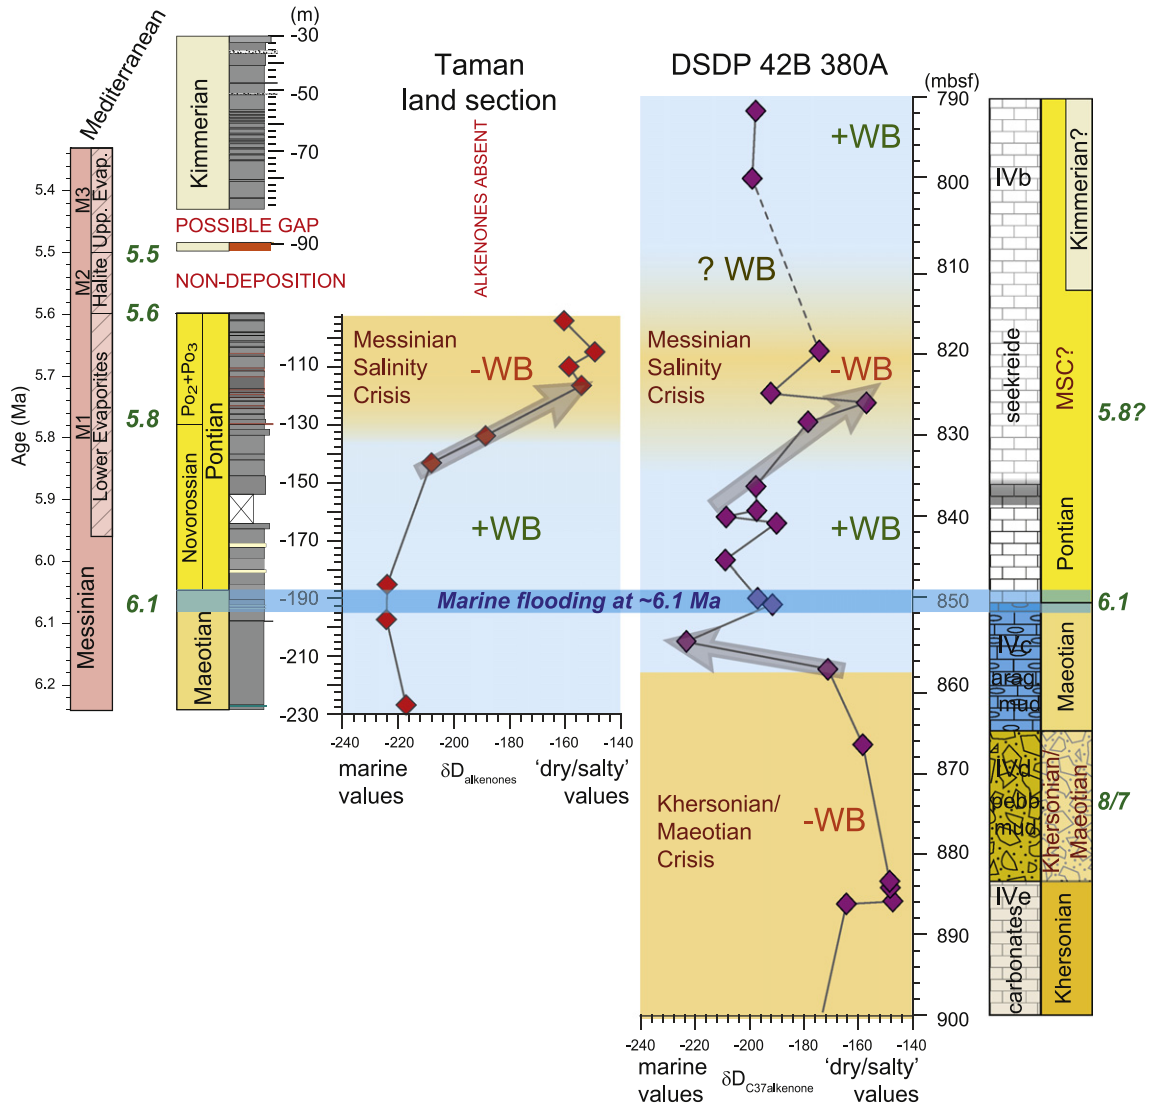 Mediterranean
(m)
Taman
land section
DSDP 42B 380A
(mbsf)
Age (Ma)
5.4
5.5
5.6
5.7
5.8
5.9
6.0
6.1
6.2
Messinian
M1
M2
M3
Lower Evaporites
Halite
Upp. Evap.
5.5
5.6
5.8
6.1
Kimmerian
POSSIBLE GAP
NON-DEPOSITION
Po2+Po3
Novorossian
Pontian
Maeotian
-30
-50
-70
-90
-110
-130
-150
-170
-190
-210
-230
ALKENONES ABSENT
Messinian
Salinity
Crisis
-WB
+WB
Marine flooding at ~6.1 Ma
-240
-220
-200
-180
-160
-140
marine
values
δDalkenones
'dry/salty'
values
+WB
? WB
Messinian
Salinity
Crisis
-WB
+WB
Khersonian/
Maeotian
Crisis
-WB
-240
-220
-200
-180
-160
-140
marine
values
δDC37alkenone
'dry/salty'
values
790
800
810
820
830
840
850
860
870
880
890
900
IVb
seekreide
IVc
arag.
mud
IVd
pebb.
mud
IVe
carbonates
Kimmerian?
MSC?
Pontian
Maeotian
Khersonian/
Maeotian
Khersonian
5.8?
6.1
8/7